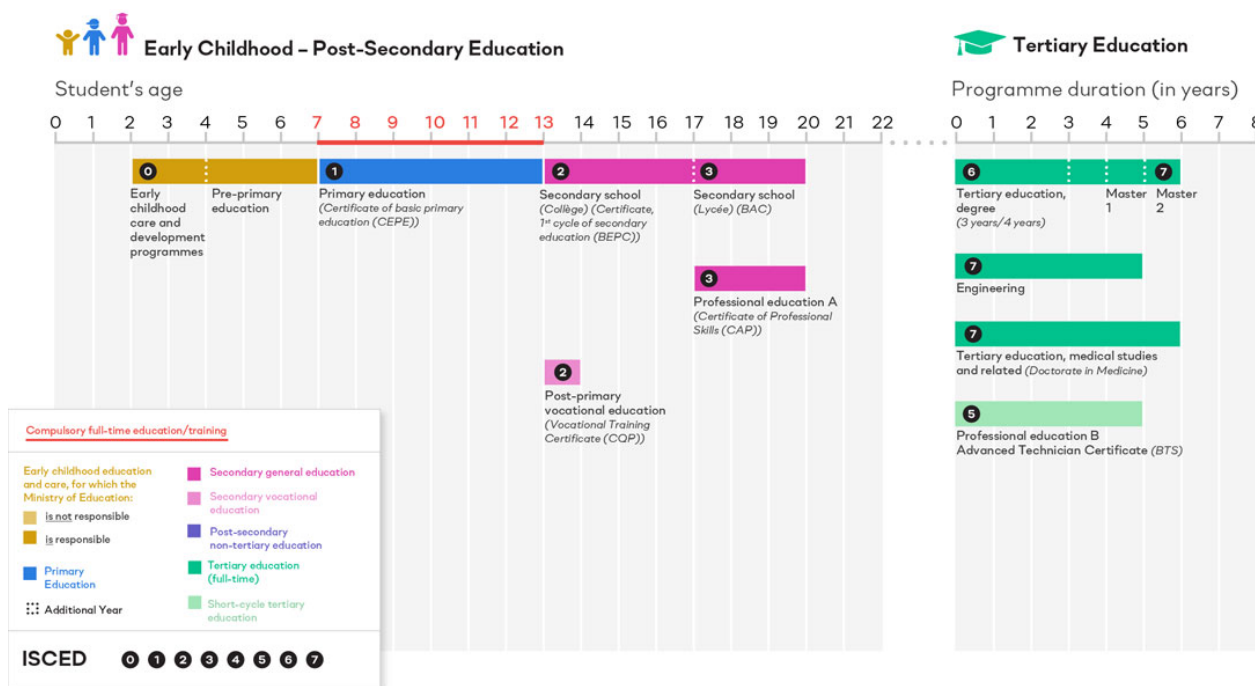 Early Childhood – Post-Secondary Education
Student's age
0 1 2 3 4 5 6 7 8 9 10 11 12 13 14 15 16 17 18 19 20 21 22
0
Early
childhood
care and
development
programmes
Pre-primary
education
1
Primary education
(Certificate of basic primary
education (CEPE))
2
Secondary school
(Collège) (Certificate,
1st cycle of secondary
education (BEPC))
3
Secondary school
(Lycée) (BAC)
3
Professional education A
(Certificate of Professional
Skills (CAP))
2
Post-primary
vocational education
(Vocational Training
Certificate (CQP))
Tertiary Education
Programme duration (in years)
0 1 2 3 4 5 6 7 8
6
Tertiary education,
degree
(3 years/4 years)
Master
1
7
Master
2
7
Engineering
7
Tertiary education, medical studies
and related (Doctorate in Medicine)
5
Professional education B
Advanced Technician Certificate (BTS)
Compulsory full-time education/training
Early childhood education
and care, for which the
Ministry of Education:
is not responsible
is responsible
Primary
Education
Additional Year
Secondary general education
Secondary vocational
education
Post-secondary
non-tertiary education
Tertiary education
(full-time)
Short-cycle tertiary
education
ISCED 0 1 2 3 4 5 6 7